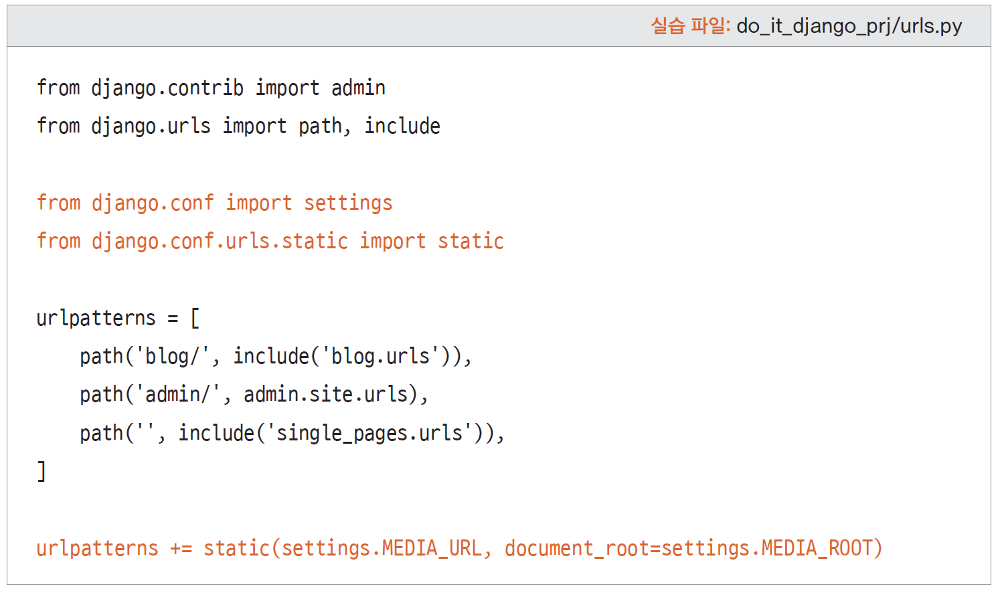 실습 파일: do_it_django_prj/urls.py
from django.contrib import admin
from django.urls import path, include
from django.conf import settings
from django.conf.urls.static import static
urlpatterns = [
    path('blog/', include('blog.urls')),
    path('admin/', admin.site.urls),
    path('', include('single_pages.urls')),
]
urlpatterns += static(settings.MEDIA_URL, document_root=settings.MEDIA_ROOT)